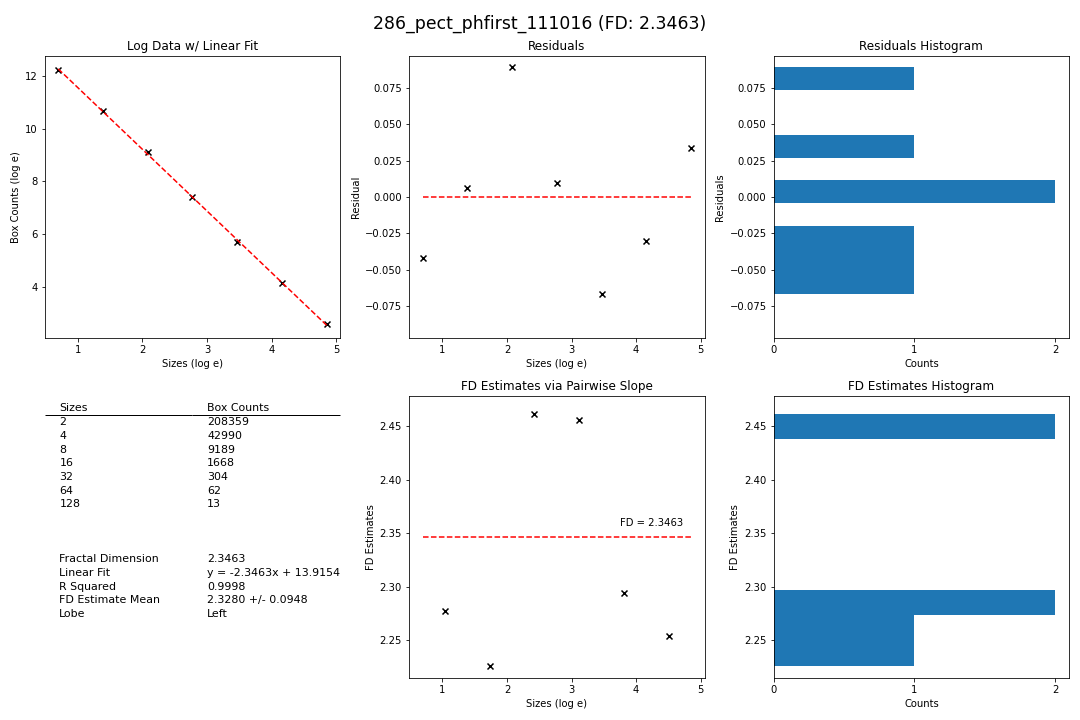 286_pect_phfirst_111016 (FD: 2.3463)
Log Data w/ Linear Fit
Box Counts (log e)
12
10
8
6
4
1 2 3 4 5
Sizes (log e)
Residuals
Residual
0.075
0.050
0.025
0.000
−0.025
−0.050
−0.075
1 2 3 4 5
Sizes (log e)
Residuals Histogram
Residuals
0.075
0.050
0.025
0.000
−0.025
−0.050
−0.075
0 1 2
Counts
Sizes Box Counts
2 208359
4 42990
8 9189
16 1668
32 304
64 62
128 13
Fractal Dimension 2.3463
Linear Fit y = -2.3463x + 13.9154
R Squared 0.9998
FD Estimate Mean 2.3280 +/- 0.0948
Lobe Left
FD Estimates via Pairwise Slope
FD Estimates
2.45
2.40
2.35
2.30
2.25
FD = 2.3463
1 2 3 4 5
Sizes (log e)
FD Estimates Histogram
FD Estimates
2.45
2.40
2.35
2.30
2.25
0 1 2
Counts